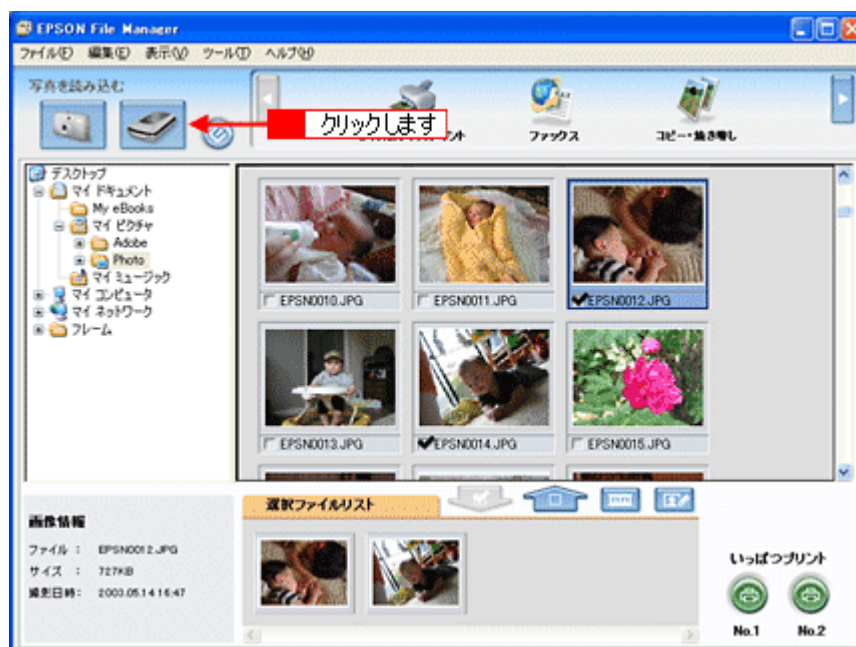 EPSON File Manager
ファイル(F) 編集(E) 表示(V) ツール(T) ヘルプ(H)
写真を読み込む
クリックします
ファックス
コピー・焼き増し
デスクトップ
マイ ドキュメント
My eBooks
マイ ピクチャ
Adobe
Photo
マイ ミュージック
マイ コンピュータ
マイ ネットワーク
フレーム
EPSN0010.JPG
EPSN0011.JPG
EPSN0012.JPG
EPSN0013.JPG
EPSN0014.JPG
EPSN0015.JPG
選択ファイルリスト
画像情報
ファイル : EPSN0012.JPG
サイズ : 727KB
撮影日時: 2003.05.14 16:47
いっぱつプリント
No.1 No.2